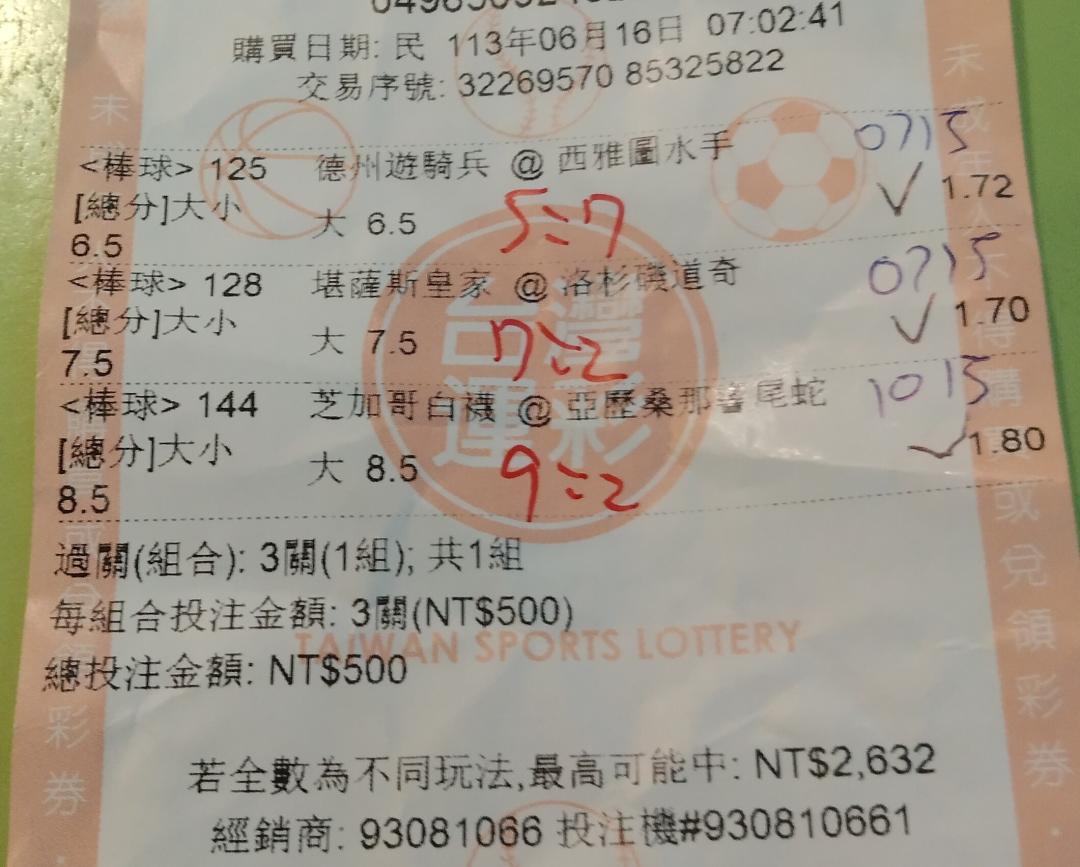 購買日期: 民 113年06月16日 07:02:41
交易序號: 32269570 85325822
<棒球> 125 德州遊騎兵 @ 西雅圖水手 0715
[總分]大小 大 6.5 5:7 ✓ 1.72
6.5
<棒球> 128 堪薩斯皇家 @ 洛杉磯道奇 0715
[總分]大小 大 7.5 7:2 ✓ 1.70
7.5
<棒球> 144 芝加哥白襪 @ 亞歷桑那響尾蛇 1015
[總分]大小 大 8.5 9:2 ✓ 1.80
8.5
台灣
運彩
過關(組合): 3關(1組); 共1組
每組合投注金額: 3關(NT$500)
TAIWAN SPORTS LOTTERY
總投注金額: NT$500
若全數為不同玩法,最高可能中: NT$2,632
經銷商: 93081066 投注機#930810661